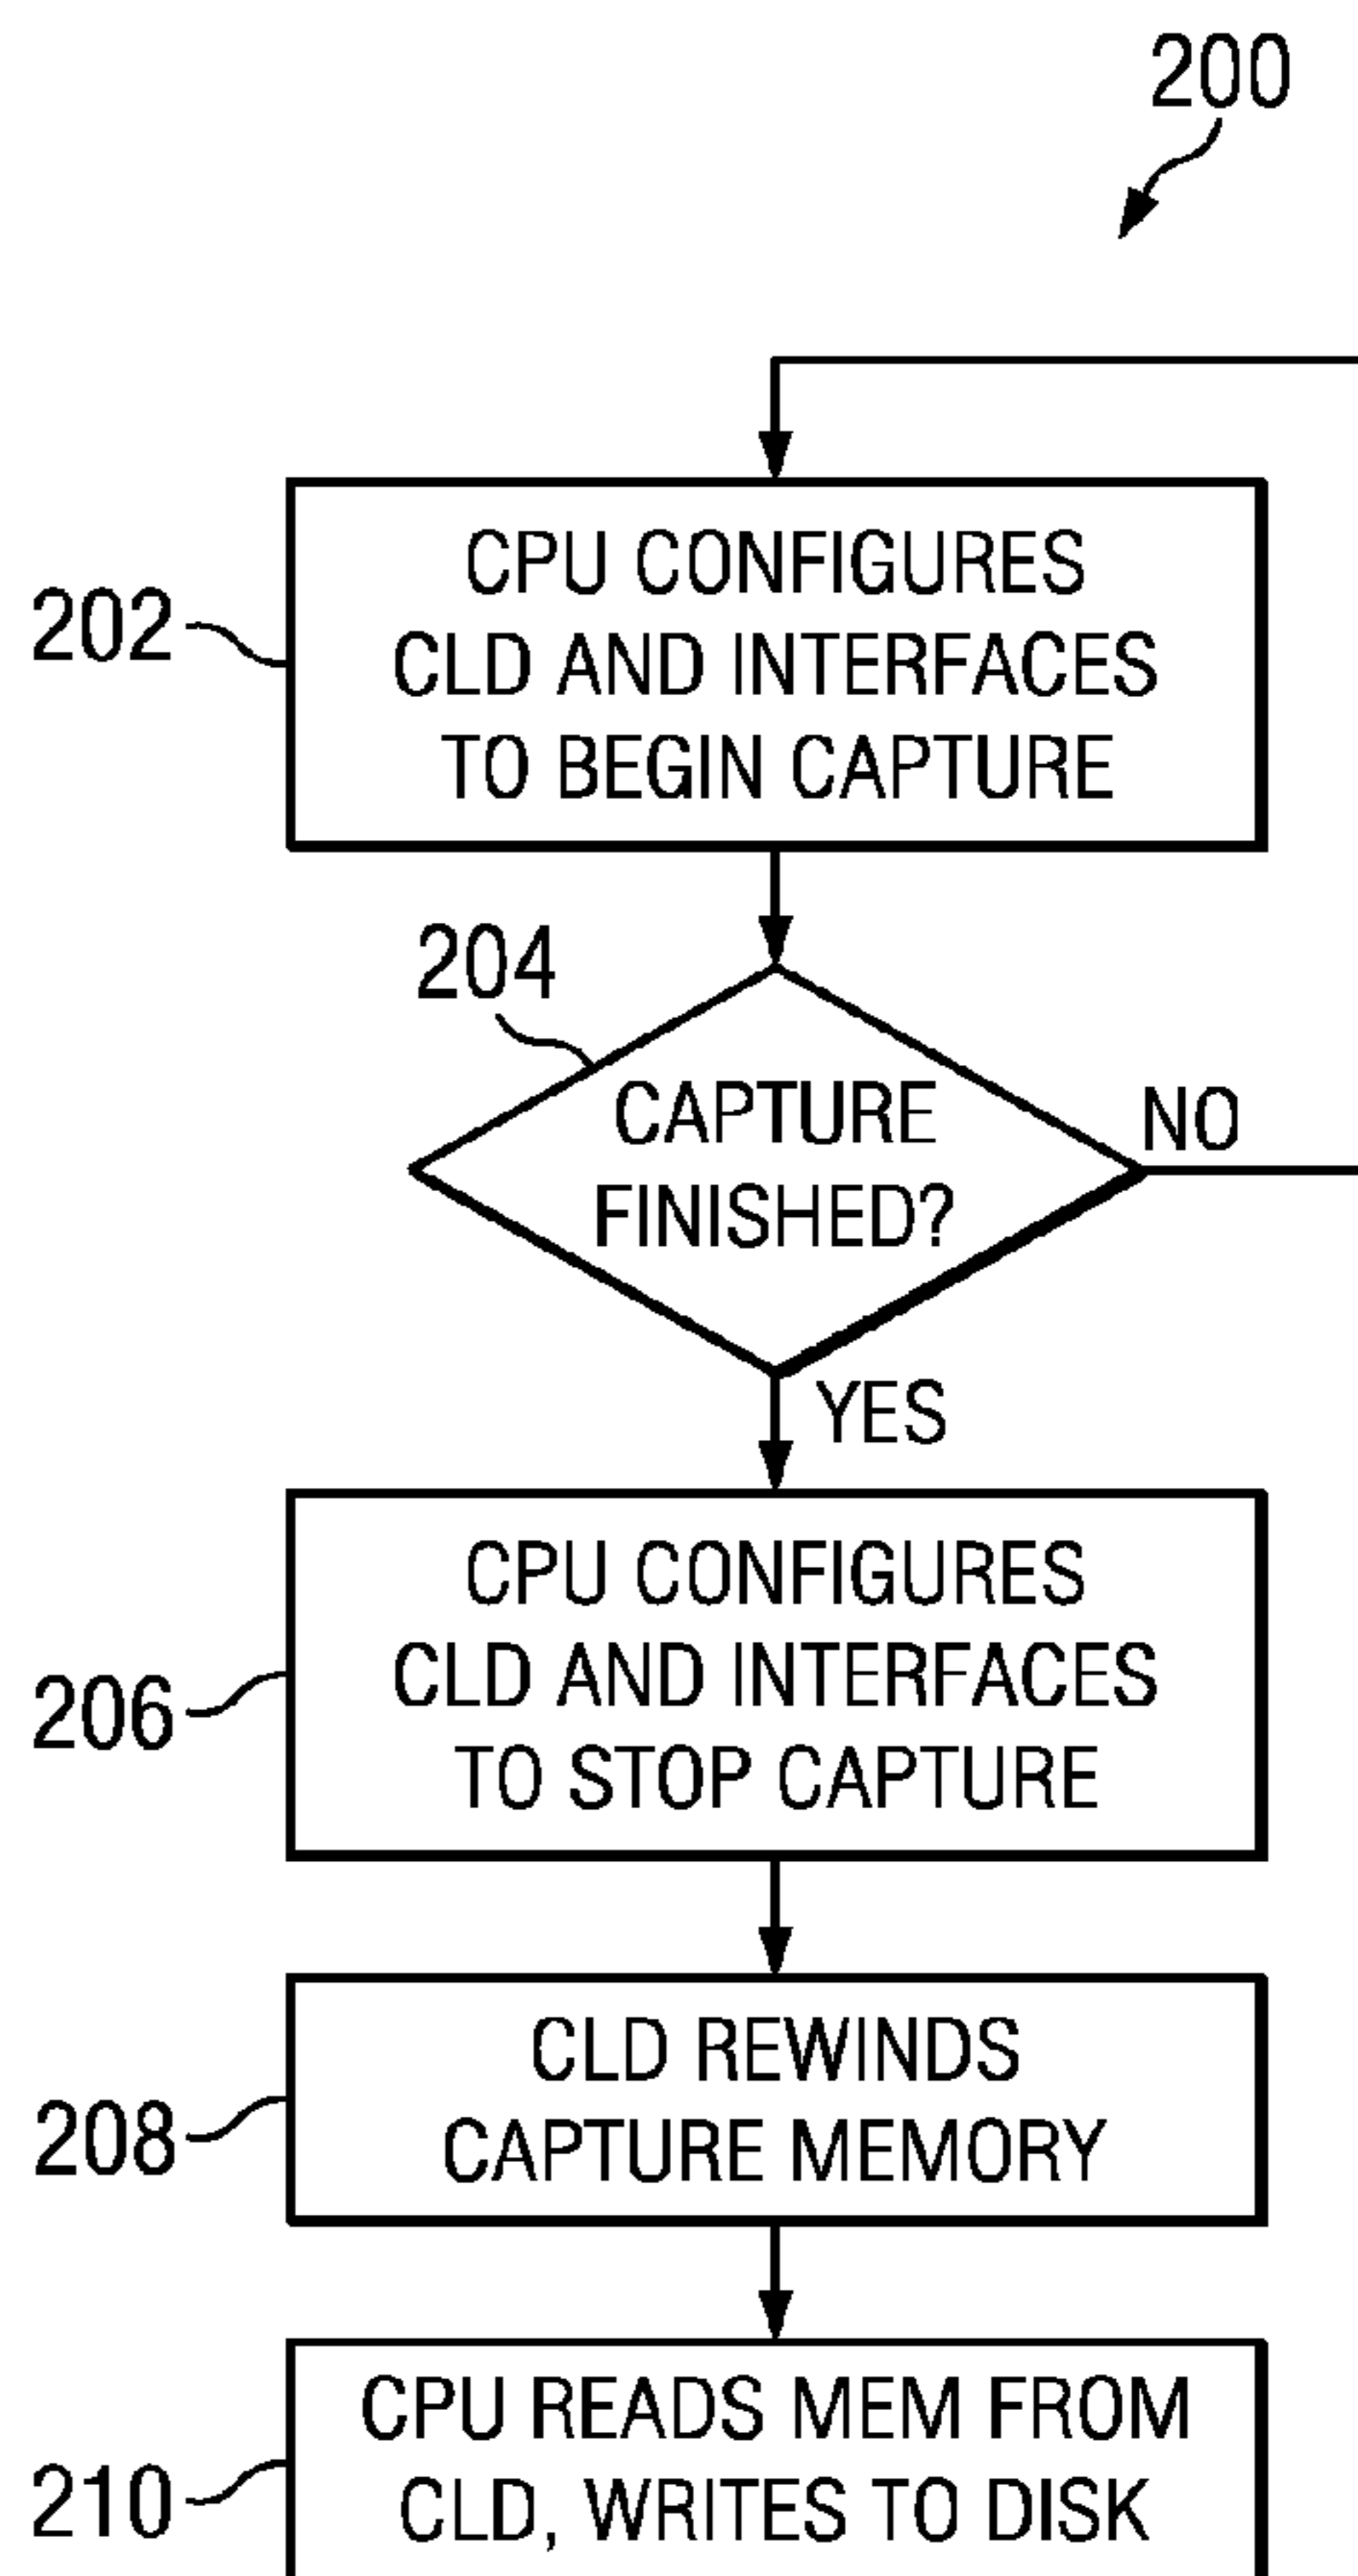 200
202
CPU CONFIGURES
CLD AND INTERFACES
TO BEGIN CAPTURE
204
CAPTURE
FINISHED?
NO
YES
206
CPU CONFIGURES
CLD AND INTERFACES
TO STOP CAPTURE
208
CLD REWINDS
CAPTURE MEMORY
210
CPU READS MEM FROM
CLD, WRITES TO DISK